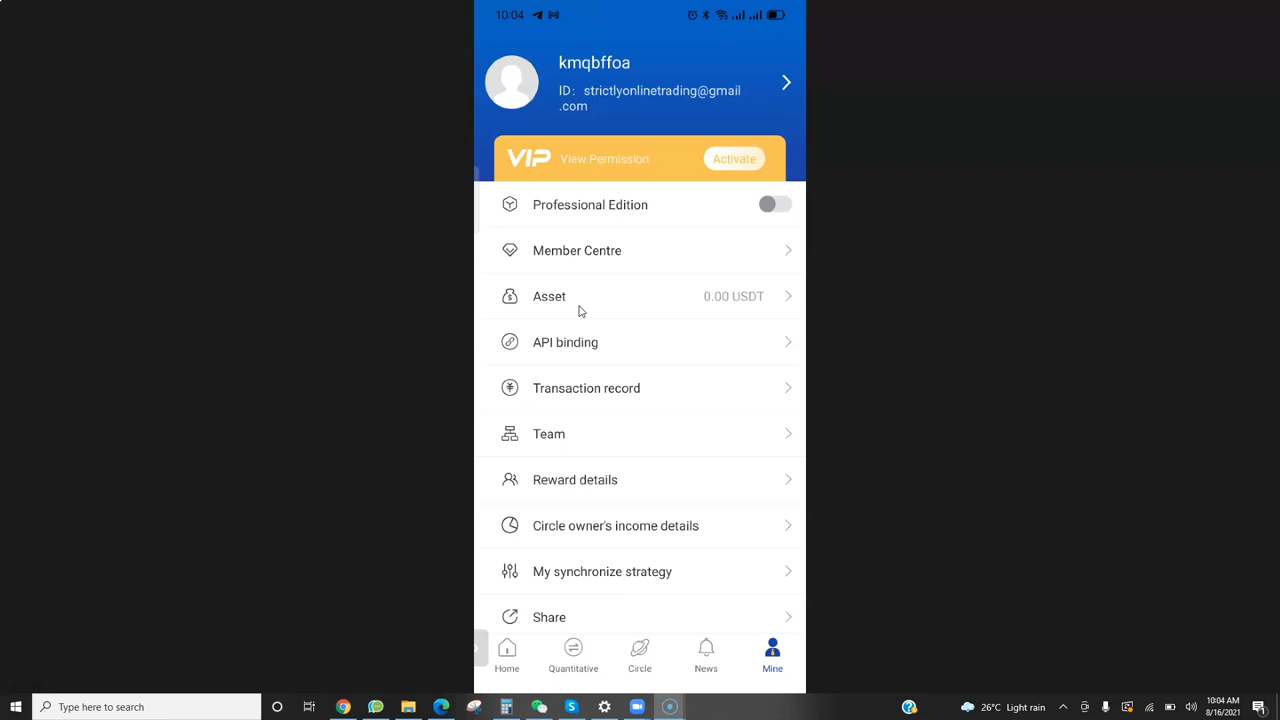 10:04
kmqbffoa
ID: strictlyonlinetrading@gmail
.com
VIP View Permission Activate
Professional Edition
Member Centre
Asset 0.00 USDT
API binding
Transaction record
Team
Reward details
Circle owner's income details
My synchronize strategy
Share
Home Quantitative Circle News Mine
Type here to search
26°C Light rain
10:04 AM
8/16/2021